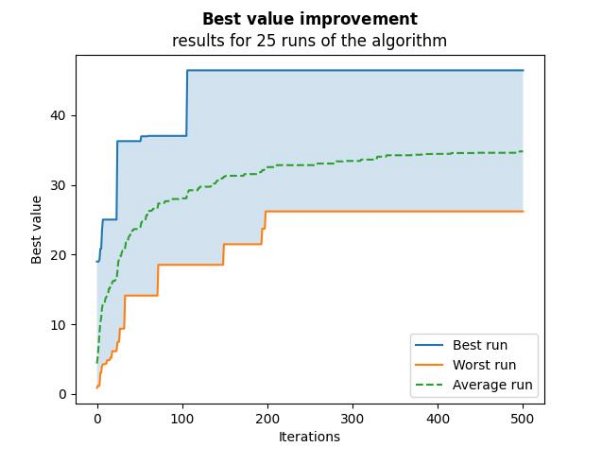 Best value improvement
results for 25 runs of the algorithm
Best value
40
30
20
10
0
Best run
Worst run
Average run
0 100 200 300 400 500
Iterations